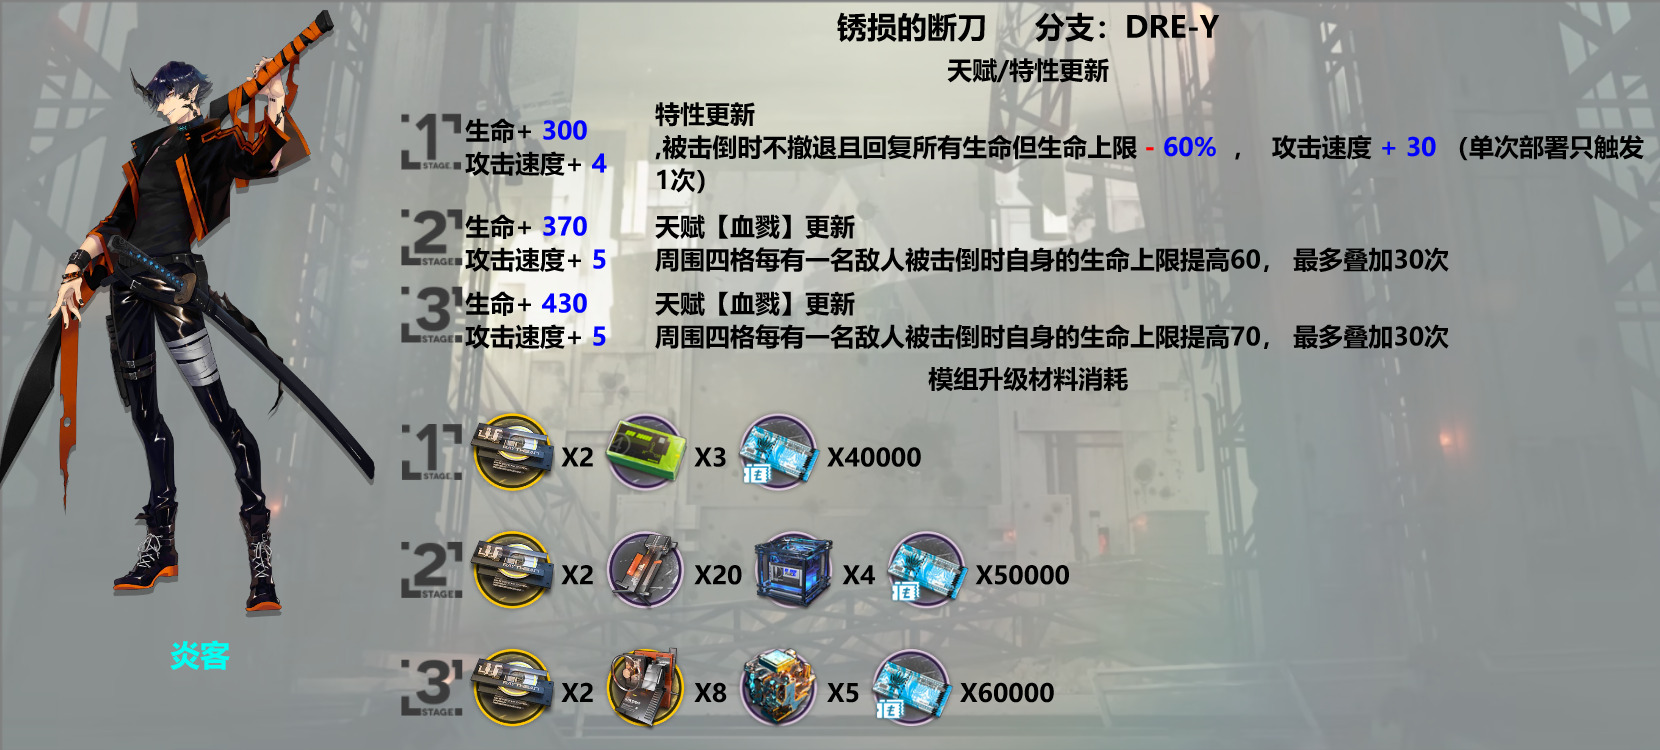 锈损的断刀 分支：DRE-Y
天赋/特性更新
1 STAGE.
生命+ 300
攻击速度+ 4
特性更新
,被击倒时不撤退且回复所有生命但生命上限 - 60% ， 攻击速度 + 30 （单次部署只触发
1次）
2 STAGE.
生命+ 370
攻击速度+ 5
天赋【血戮】更新
周围四格每有一名敌人被击倒时自身的生命上限提高60， 最多叠加30次
3 STAGE.
生命+ 430
攻击速度+ 5
天赋【血戮】更新
周围四格每有一名敌人被击倒时自身的生命上限提高70， 最多叠加30次
模组升级材料消耗
1 STAGE. X2 X3 X40000
2 STAGE. X2 X20 X4 X50000
炎客
3 STAGE. X2 X8 X5 X60000